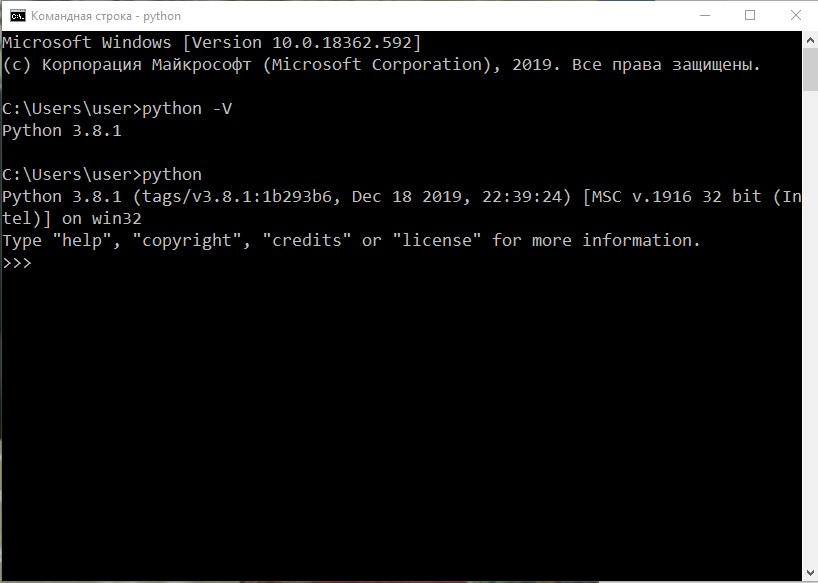 Командная строка - python
Microsoft Windows [Version 10.0.18362.592]
(c) Корпорация Майкрософт (Microsoft Corporation), 2019. Все права защищены.
C:\Users\user>python -V
Python 3.8.1
C:\Users\user>python
Python 3.8.1 (tags/v3.8.1:1b293b6, Dec 18 2019, 22:39:24) [MSC v.1916 32 bit (In
tel)] on win32
Type "help", "copyright", "credits" or "license" for more information.
>>>